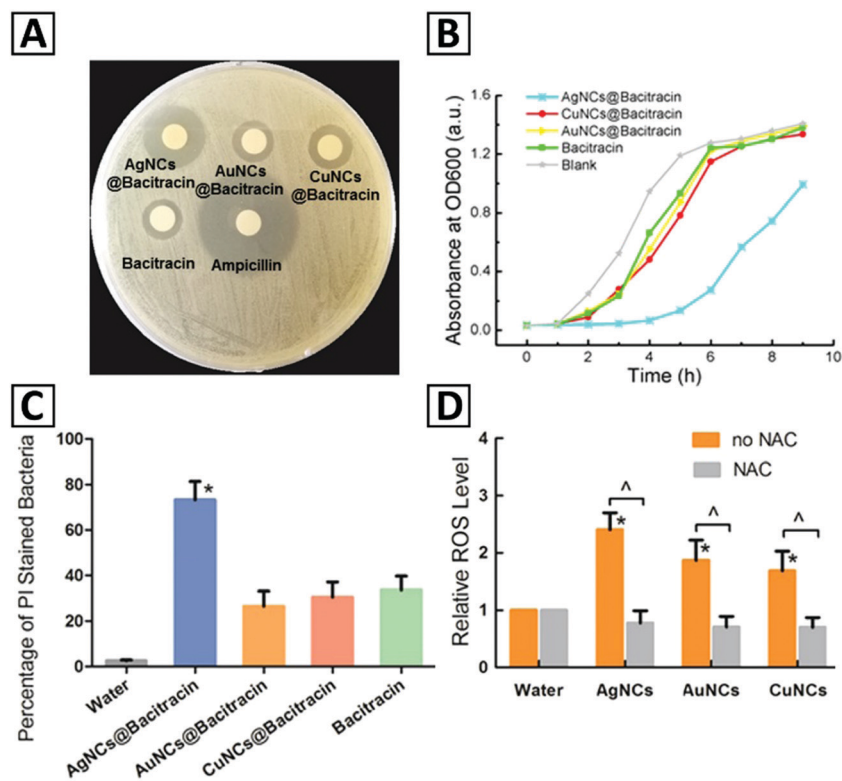 A
AgNCs
@Bacitracin
AuNCs
@Bacitracin
CuNCs
@Bacitracin
Bacitracin
Ampicillin
B
Absorbance at OD600 (a.u.)
1.6
1.2
0.8
0.4
0.0
AgNCs@Bacitracin
CuNCs@Bacitracin
AuNCs@Bacitracin
Bacitracin
Blank
0 2 4 6 8 10
Time (h)
C
Percentage of PI Stained Bacteria
100
80
60
40
20
0
*
Water
AgNCs@Bacitracin
AuNCs@Bacitracin
CuNCs@Bacitracin
Bacitracin
D
Relative ROS Level
4
3
2
1
0
no NAC
NAC
^ ^ ^
* * *
Water AgNCs AuNCs CuNCs